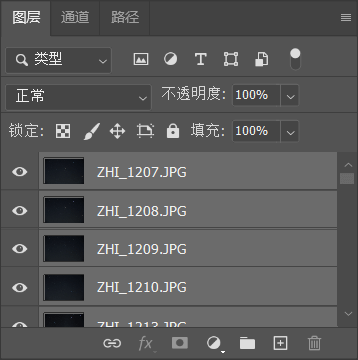 图层 通道 路径
类型
正常 不透明度: 100%
锁定: 填充: 100%
ZHI_1207.JPG
ZHI_1208.JPG
ZHI_1209.JPG
ZHI_1210.JPG
ZHI_1213.JPG
fx